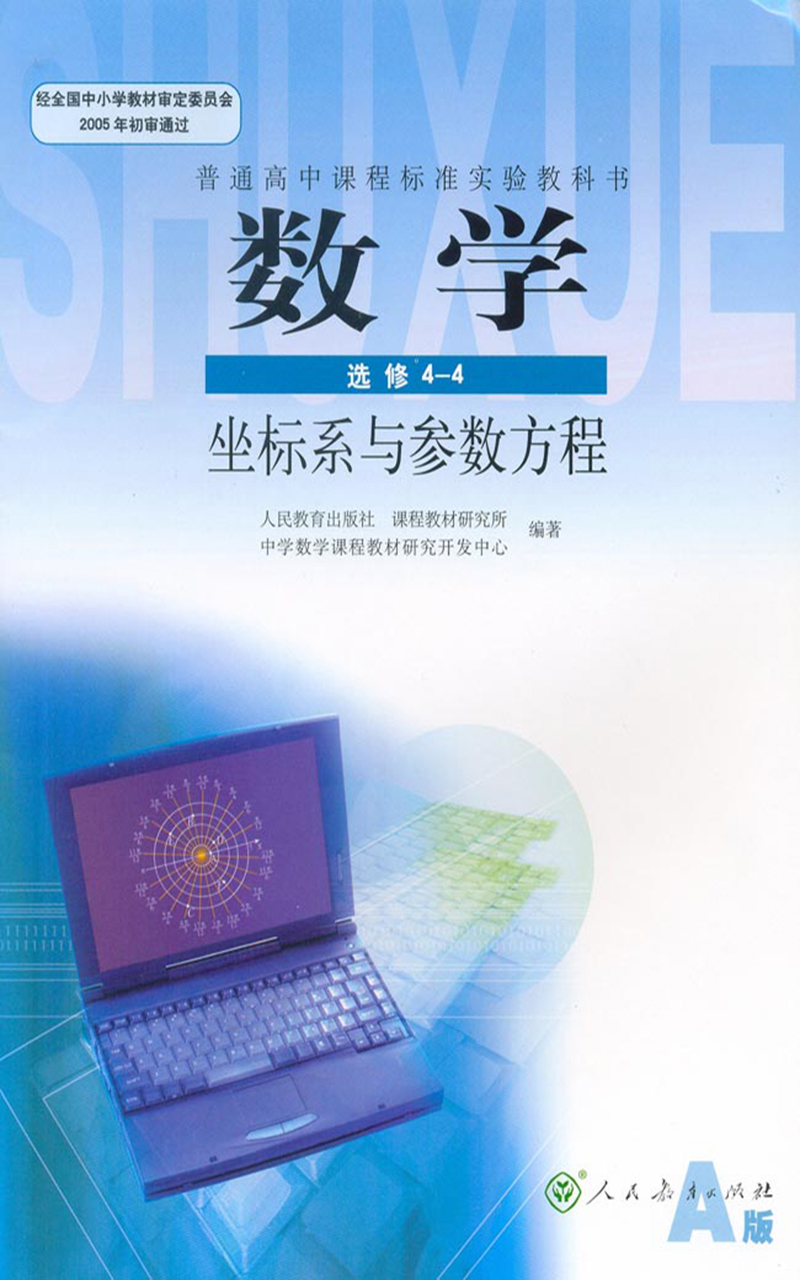 SHUXUE
经全国中小学教材审定委员会
2005年初审通过
普通高中课程标准实验教科书
数学
选修 4-4
坐标系与参数方程
人民教育出版社 课程教材研究所
中学数学课程教材研究开发中心
编著
人民教育出版社
A版